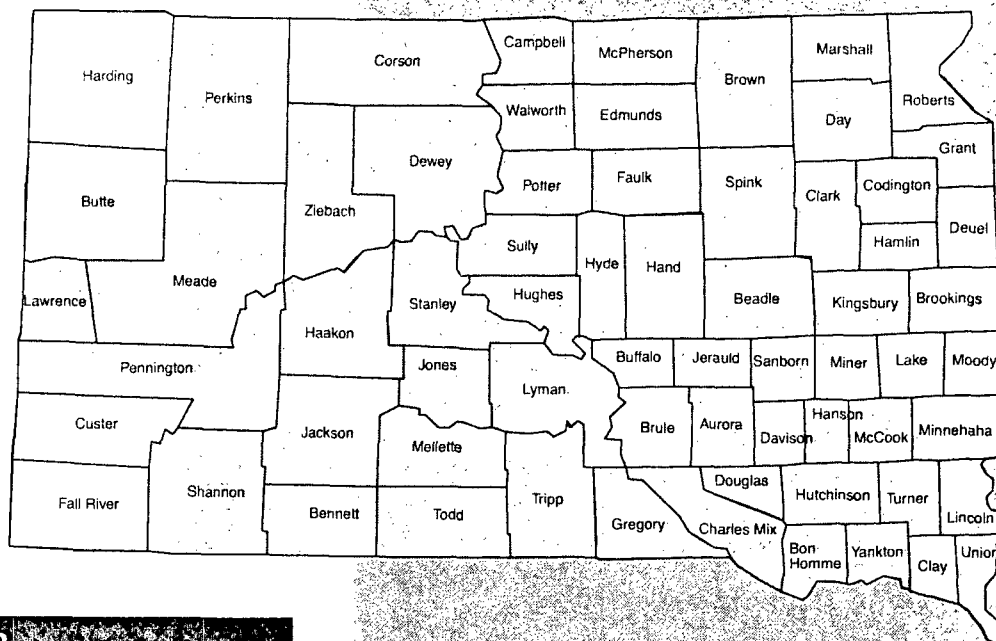 Harding
Perkins
Corson
Campbell
McPherson
Brown
Marshall
Roberts
Walworth
Edmunds
Day
Grant
Butte
Ziebach
Dewey
Potter
Faulk
Spink
Clark
Codington
Deuel
Hamlin
Lawrence
Meade
Sully
Hyde
Hand
Stanley
Hughes
Beadle
Kingsbury
Brookings
Haakon
Pennington
Jones
Lyman
Buffalo
Jerauld
Sanborn
Miner
Lake
Moody
Custer
Jackson
Mellette
Brule
Aurora
Davison
Hanson
McCook
Minnehaha
Fall River
Shannon
Bennett
Todd
Tripp
Gregory
Douglas
Charles Mix
Hutchinson
Turner
Lincoln
Bon
Homme
Yankton
Clay
Union